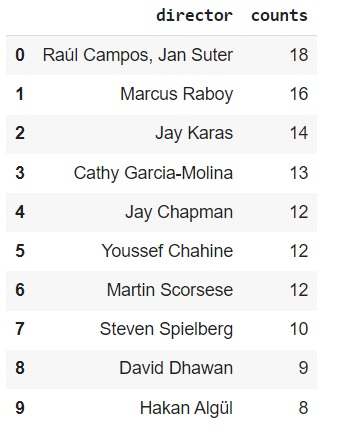 director counts
0 Raúl Campos, Jan Suter 18
1 Marcus Raboy 16
2 Jay Karas 14
3 Cathy Garcia-Molina 13
4 Jay Chapman 12
5 Youssef Chahine 12
6 Martin Scorsese 12
7 Steven Spielberg 10
8 David Dhawan 9
9 Hakan Algül 8